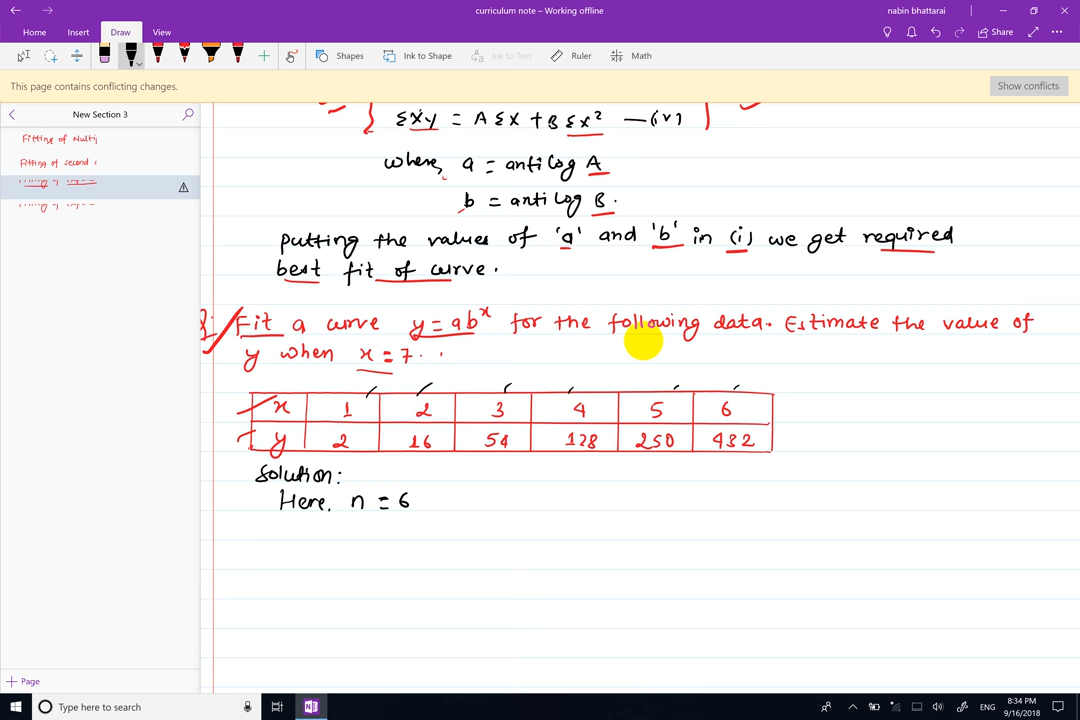 curriculum note – Working offline
nabin bhattarai
Home Insert Draw View
Share
Shapes Ink to Shape Ink to Text Ruler Math
This page contains conflicting changes.
Show conflicts
New Section 3
Fitting of Multip
Fitting of second
Page
ΣXY = AΣX + BΣX² —(iv)
where, a = antilog A
b = antilog B.
Putting the values of 'a' and 'b' in (i) we get required
best fit of curve.
Fit a curve y = ab^x for the following data. Estimate the value of
y when x = 7.
x 1 2 3 4 5 6
y 2 16 54 128 250 432
Solution:
Here, n = 6
Type here to search
ENG
8:34 PM
9/16/2018